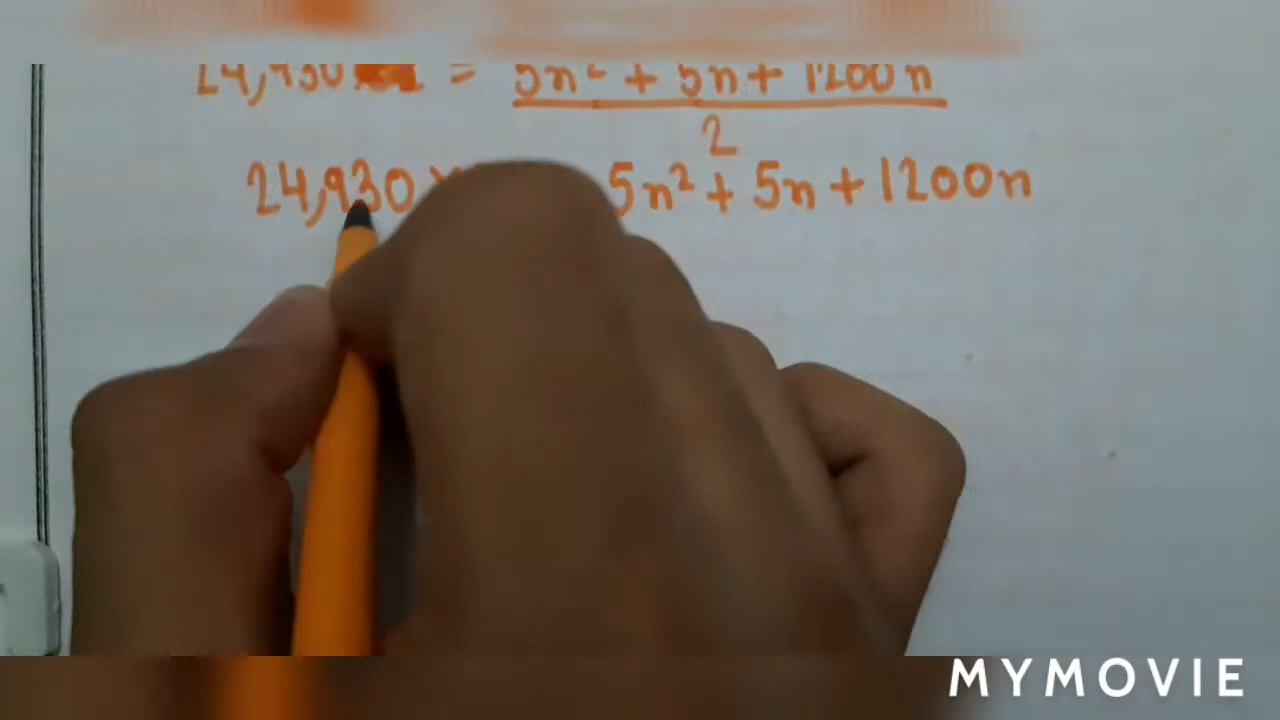 24,930 = 5n² + 5n + 1200n
2
24,930 × 5n² + 5n + 1200n
MYMOVIE